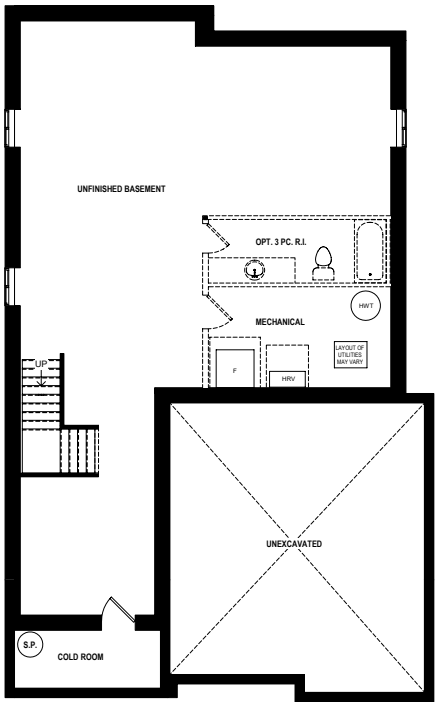 UNFINISHED BASEMENT
OPT. 3 PC. R.I.
HWT
MECHANICAL
LAYOUT OF
UTILITIES
MAY VARY
UP
F
HRV
UNEXCAVATED
S.P.
COLD ROOM